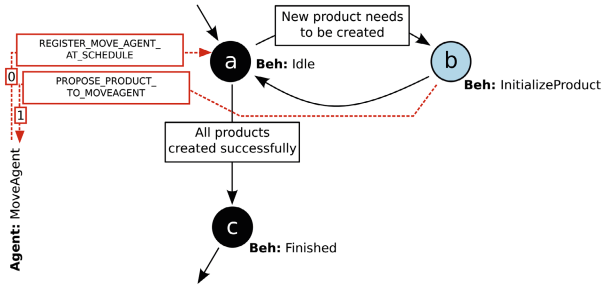 New product needs
to be created
REGISTER_MOVE_AGENT_
AT_SCHEDULE
a
Beh: Idle
b
Beh: InitializeProduct
0
PROPOSE_PRODUCT_
TO_MOVEAGENT
1
All products
created successfully
Agent: MoveAgent
c
Beh: Finished